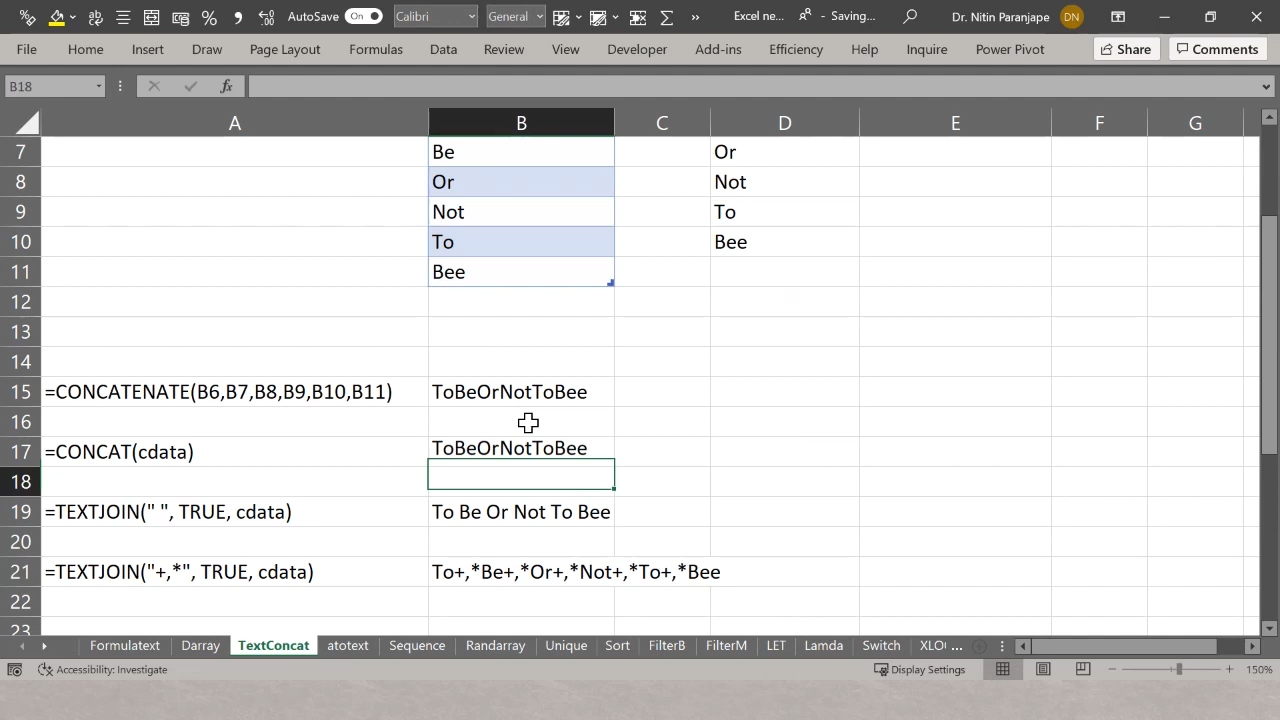 AutoSave On Calibri General Excel ne... - Saving... Dr. Nitin Paranjape DN
File Home Insert Draw Page Layout Formulas Data Review View Developer Add-ins Efficiency Help Inquire Power Pivot Share Comments
B18 fx
A B C D E F G
7 Be Or
8 Or Not
9 Not To
10 To Bee
11 Bee
12
13
14
15 =CONCATENATE(B6,B7,B8,B9,B10,B11) ToBeOrNotToBee
16
17 =CONCAT(cdata) ToBeOrNotToBee
18
19 =TEXTJOIN(" ", TRUE, cdata) To Be Or Not To Bee
20
21 =TEXTJOIN("+,*", TRUE, cdata) To+,*Be+,*Or+,*Not+,*To+,*Bee
22
23
Formulatext Darray TextConcat atotext Sequence Randarray Unique Sort FilterB FilterM LET Lamda Switch XLO ...
Accessibility: Investigate Display Settings 150%